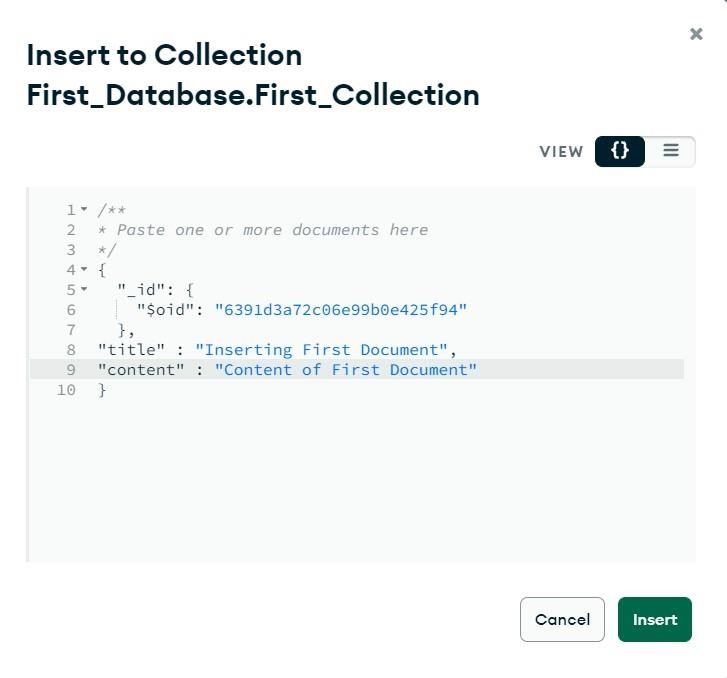 Insert to Collection
First_Database.First_Collection
VIEW {}
1 /**
2 * Paste one or more documents here
3 */
4 {
5 "_id": {
6 "$oid": "6391d3a72c06e99b0e425f94"
7 },
8 "title" : "Inserting First Document",
9 "content" : "Content of First Document"
10 }
Cancel Insert